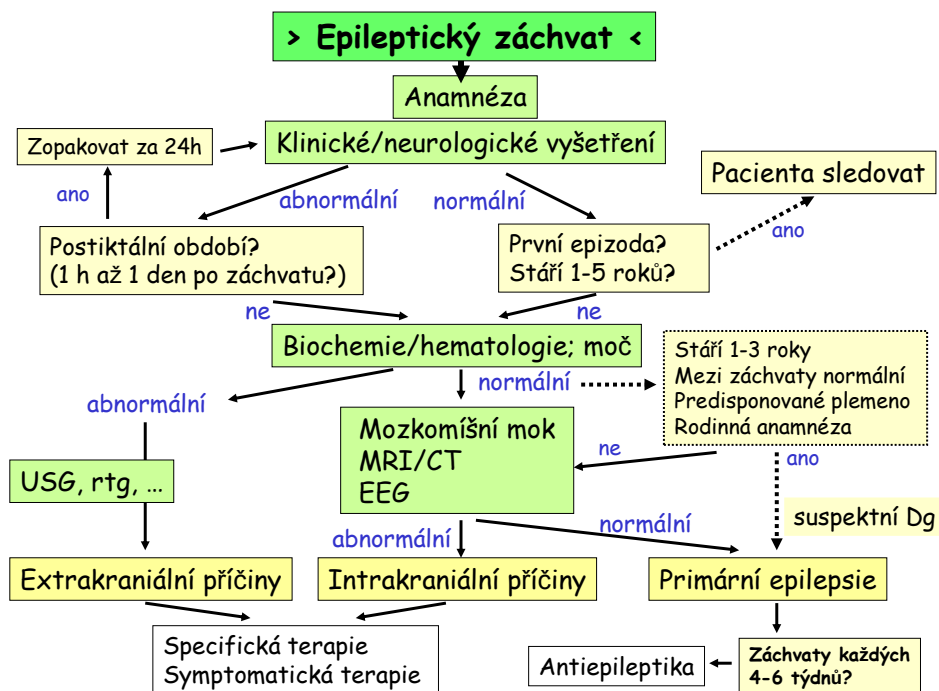 > Epileptický záchvat <
Anamnéza
Klinické/neurologické vyšetření
Zopakovat za 24h
Pacienta sledovat
ano
abnormální
normální
ano
Postiktální období?
(1 h až 1 den po záchvatu?)
První epizoda?
Stáří 1-5 roků?
ne
ne
Biochemie/hematologie; moč
Stáří 1-3 roky
Mezi záchvaty normální
Predisponované plemeno
Rodinná anamnéza
normální
abnormální
Mozkomíšní mok
MRI/CT
EEG
ne
ano
USG, rtg, …
suspektní Dg
abnormální
normální
Extrakraniální příčiny
Intrakraniální příčiny
Primární epilepsie
Specifická terapie
Symptomatická terapie
Antiepileptika
Záchvaty každých
4-6 týdnů?